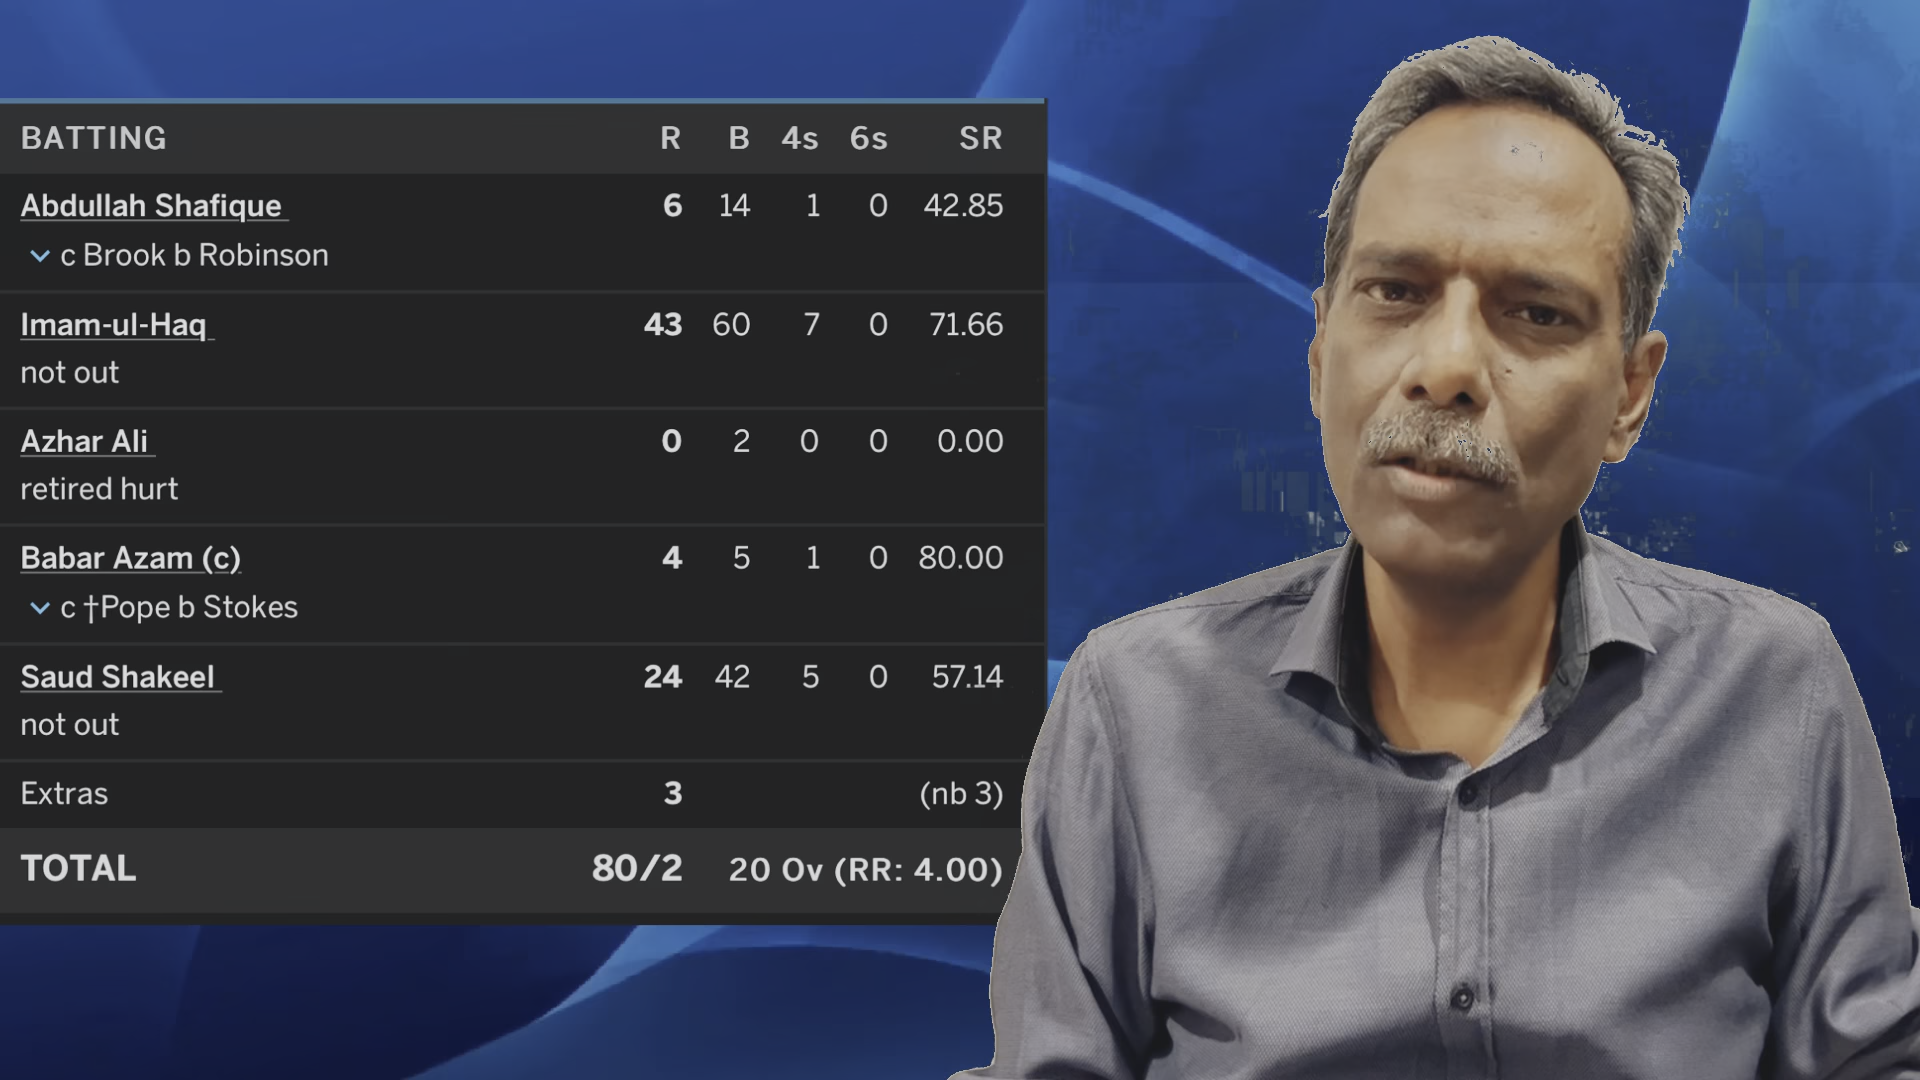 BATTING R B 4s 6s SR
Abdullah Shafique 6 14 1 0 42.85
c Brook b Robinson
Imam-ul-Haq 43 60 7 0 71.66
not out
Azhar Ali 0 2 0 0 0.00
retired hurt
Babar Azam (c) 4 5 1 0 80.00
c †Pope b Stokes
Saud Shakeel 24 42 5 0 57.14
not out
Extras 3 (nb 3)
TOTAL 80/2 20 Ov (RR: 4.00)